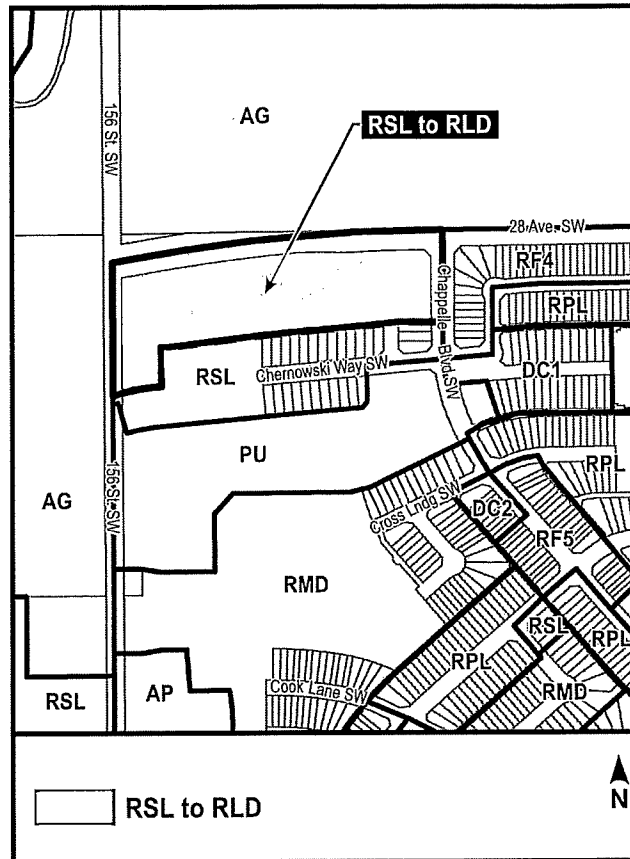 156 St. SW
AG
RSL to RLD
28 Ave. SW
RF4
Chappelle Blvd SW
RPL
Chernowski Way SW
RSL
DC1
PU
RPL
AG
156 St. SW
Cross Lndg SW
DC2
RF5
RMD
RSL
RPL
RPL
RSL
AP
Cook Lane SW
RMD
RSL to RLD
N